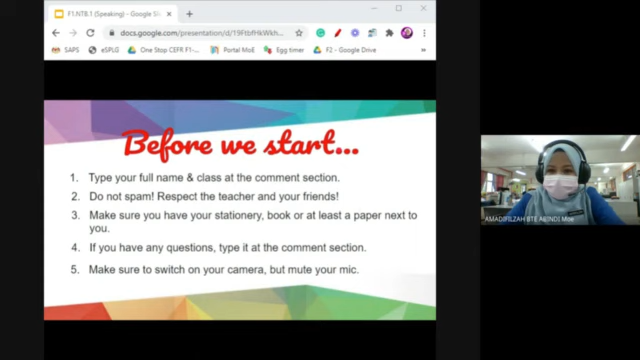 F1.NTB.1 (Speaking) - Google Sli
docs.google.com/presentation/d/19FtbfHkWkh...
SAPS
eSPLG
One Stop CEFR F1-...
Portal MoE
Egg timer
F2 - Google Drive
Before we start...
1. Type your full name & class at the comment section.
2. Do not spam! Respect the teacher and your friends!
3. Make sure you have your stationery, book or at least a paper next to
you.
4. If you have any questions, type it at the comment section.
5. Make sure to switch on your camera, but mute your mic.
BTE
Moe